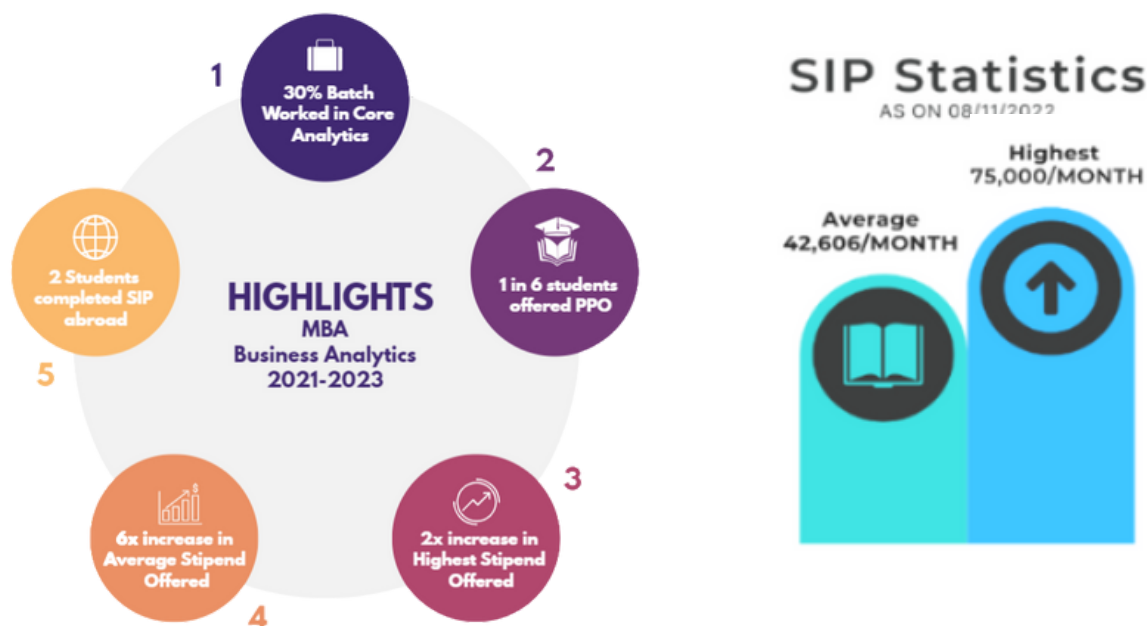 1
30% Batch
Worked in Core
Analytics
2
1 in 6 students
offered PPO
3
2x increase in
Highest Stipend
Offered
4
6x increase in
Average Stipend
Offered
$
5
2 Students
completed SIP
abroad
HIGHLIGHTS
MBA
Business Analytics
2021-2023
SIP Statistics
AS ON 08/11/2022
Average
42,606/MONTH
Highest
75,000/MONTH